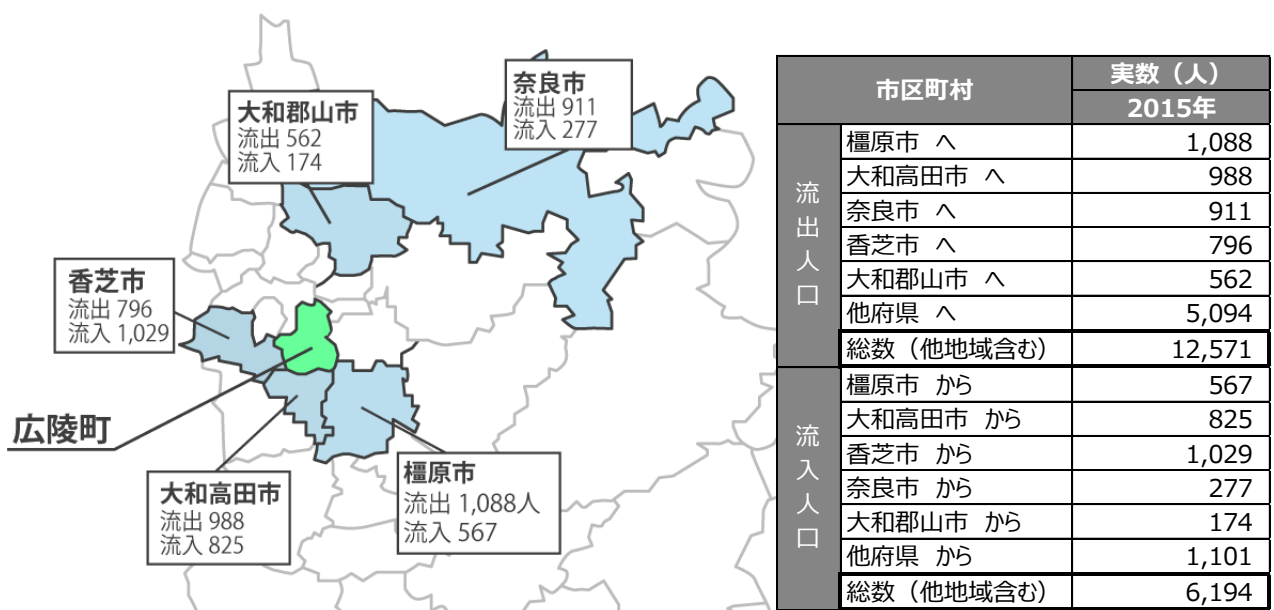 奈良市
流出 911
流入 277
大和郡山市
流出 562
流入 174
香芝市
流出 796
流入 1,029
広陵町
大和高田市
流出 988
流入 825
橿原市
流出 1,088人
流入 567
市区町村 実数（人）
2015年
流出人口
橿原市 へ 1,088
大和高田市 へ 988
奈良市 へ 911
香芝市 へ 796
大和郡山市 へ 562
他府県 へ 5,094
総数（他地域含む） 12,571
流入人口
橿原市 から 567
大和高田市 から 825
香芝市 から 1,029
奈良市 から 277
大和郡山市 から 174
他府県 から 1,101
総数（他地域含む） 6,194